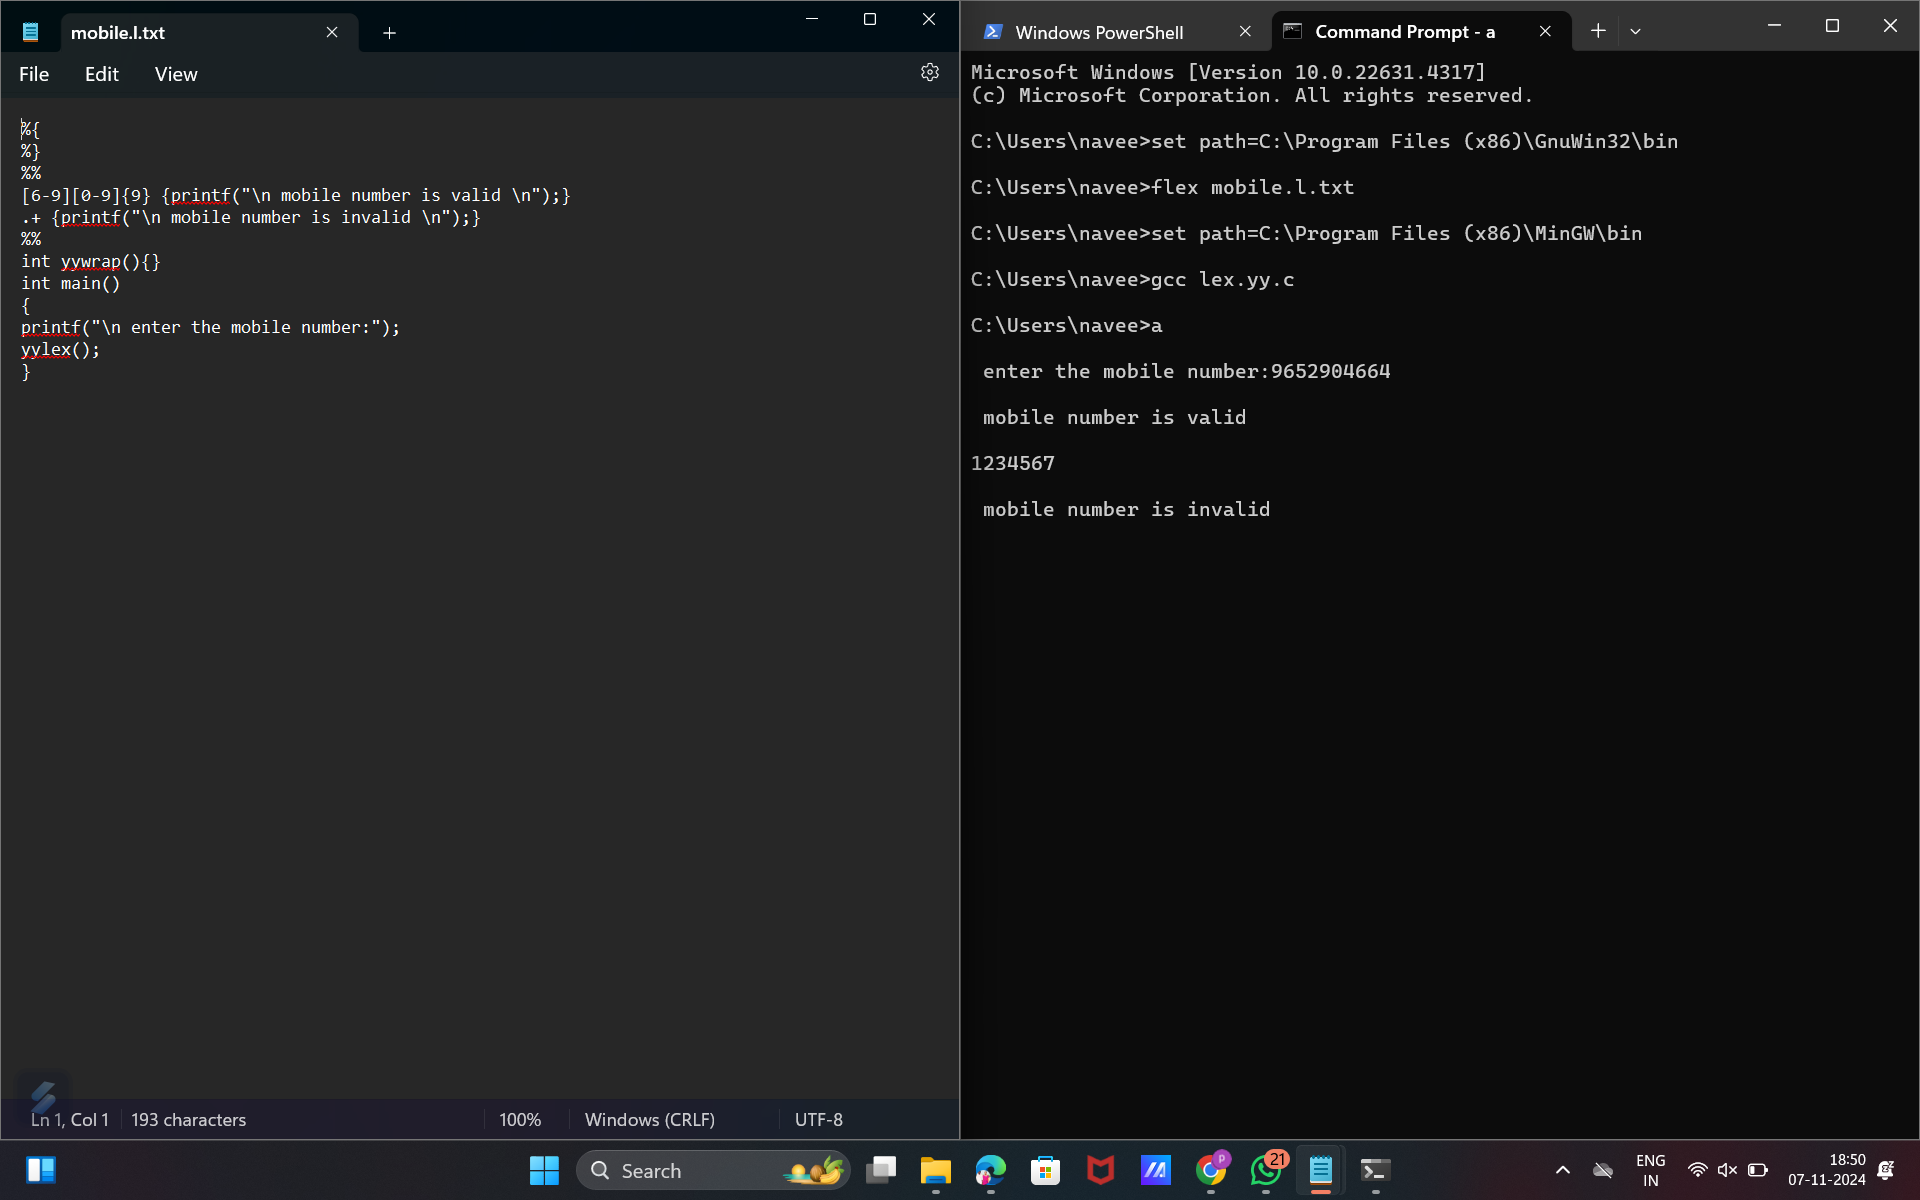 mobile.l.txt
File Edit View
%{
%}
%%
[6-9][0-9]{9} {printf("\n mobile number is valid \n");}
.+ {printf("\n mobile number is invalid \n");}
%%
int yywrap(){}
int main()
{
printf("\n enter the mobile number:");
yylex();
}
Ln 1, Col 1 193 characters 100% Windows (CRLF) UTF-8
Windows PowerShell Command Prompt - a
Microsoft Windows [Version 10.0.22631.4317]
(c) Microsoft Corporation. All rights reserved.
C:\Users\navee>set path=C:\Program Files (x86)\GnuWin32\bin
C:\Users\navee>flex mobile.l.txt
C:\Users\navee>set path=C:\Program Files (x86)\MinGW\bin
C:\Users\navee>gcc lex.yy.c
C:\Users\navee>a
enter the mobile number:9652904664
mobile number is valid
1234567
mobile number is invalid
Search
P
21
ENG
IN
18:50
07-11-2024